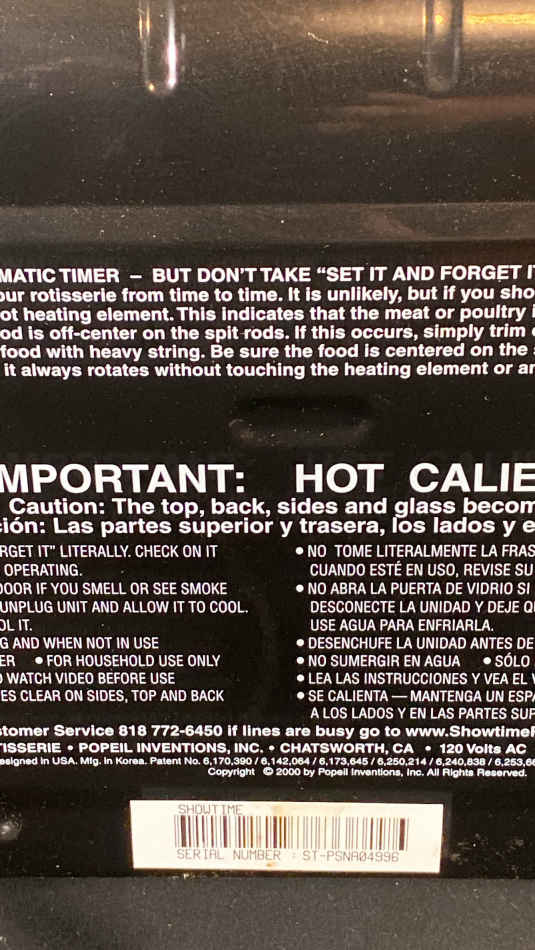 MATIC TIMER – BUT DON'T TAKE "SET IT AND FORGET IT
our rotisserie from time to time. It is unlikely, but if you sho
ot heating element. This indicates that the meat or poultry i
od is off-center on the spit rods. If this occurs, simply trim
food with heavy string. Be sure the food is centered on the
it always rotates without touching the heating element or an
MPORTANT: HOT CALIE
Caution: The top, back, sides and glass becom
ción: Las partes superior y trasera, los lados y e
RGET IT" LITERALLY. CHECK ON IT
OPERATING.
DOOR IF YOU SMELL OR SEE SMOKE
UNPLUG UNIT AND ALLOW IT TO COOL.
OL IT.
G AND WHEN NOT IN USE
ER • FOR HOUSEHOLD USE ONLY
D WATCH VIDEO BEFORE USE
ES CLEAR ON SIDES, TOP AND BACK
• NO TOME LITERALMENTE LA FRAS
CUANDO ESTÉ EN USO, REVISE SU
• NO ABRA LA PUERTA DE VIDRIO SI
DESCONECTE LA UNIDAD Y DEJE QU
USE AGUA PARA ENFRIARLA.
• DESENCHUFE LA UNIDAD ANTES DE
• NO SUMERGIR EN AGUA • SÓLO
• LEA LAS INSTRUCCIONES Y VEA EL V
• SE CALIENTA — MANTENGA UN ESPA
A LOS LADOS Y EN LAS PARTES SUP
stomer Service 818 772-6450 if lines are busy go to www.ShowtimeR
TISSERIE • POPEIL INVENTIONS, INC. • CHATSWORTH, CA • 120 Volts AC
esigned in USA. Mfg. in Korea. Patent No. 6,170,390 / 6,142,064 / 6,173,645 / 6,250,214 / 6,240,838 / 6,253,66
Copyright © 2000 by Popeil Inventions, Inc. All Rights Reserved.
SHOWTIME
SERIAL NUMBER : ST-PSNA04996